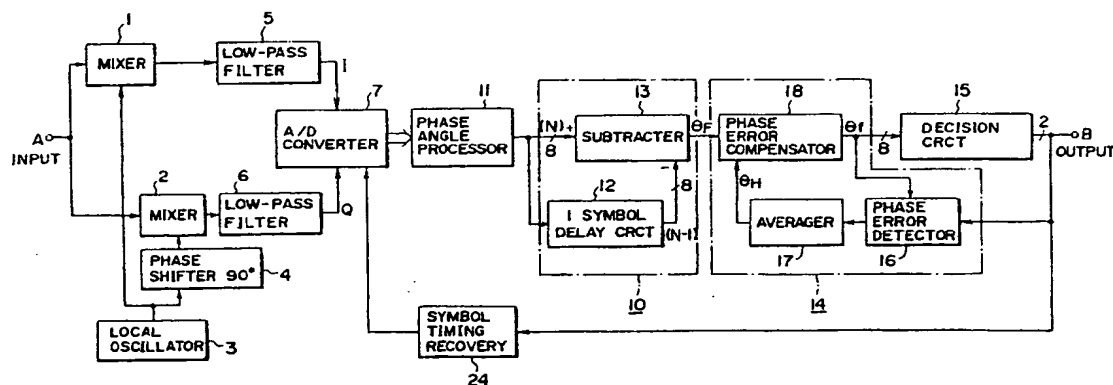 1
MIXER
5
LOW-PASS
FILTER
I
A
INPUT
7
A/D
CONVERTER
11
PHASE
ANGLE
PROCESSOR
(N)
+
8
13
SUBTRACTER
-
8
12
1 SYMBOL
DELAY CRCT
(N-1)
10
θF
18
PHASE
ERROR
COMPENSATOR
θf
8
15
DECISION
CRCT
2
B
OUTPUT
θH
AVERAGER
17
PHASE
ERROR
DETECTOR
16
14
2
MIXER
6
LOW-PASS
FILTER
Q
PHASE
SHIFTER 90°
4
LOCAL
OSCILLATOR
3
SYMBOL
TIMING
RECOVERY
24